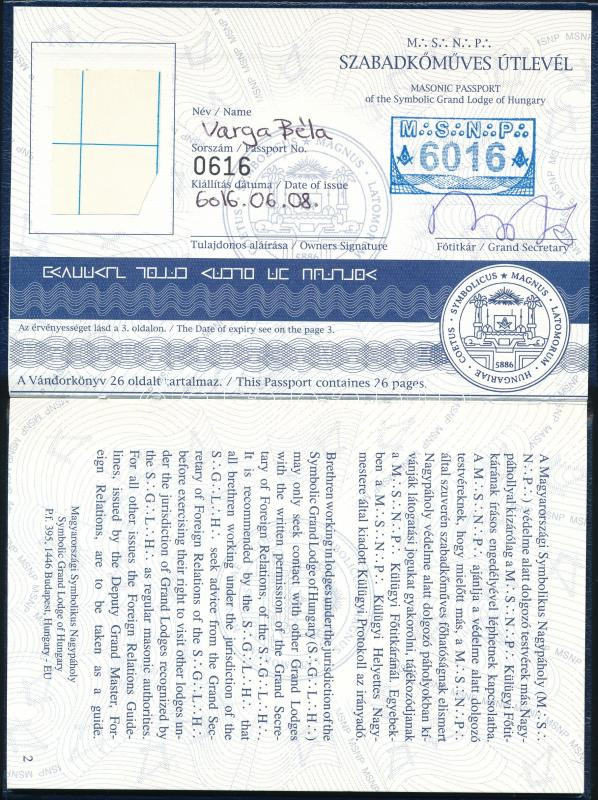 M∴ S∴ N∴ P∴
SZABADKŐMŰVES ÚTLEVÉL
MASONIC PASSPORT
of the Symbolic Grand Lodge of Hungary
Név / Name
Varga Béla
Sorszám / Passport No.
0616
Kiállítás dátuma / Date of issue
6016.06.08.
M∴S∴N∴P∴
6016
Tulajdonos aláírása / Owners Signature
Főtitkár / Grand Secretary
Az érvényességet lásd a 3. oldalon. / The Date of expiry see on the page 3.
COETUS SYMBOLICUS MAGNUS LATOMORUM HUNGARIAE
5886
A Vándorkönyv 26 oldalt tartalmaz. / This Passport containes 26 pages.
A Magyarországi Symbolikus Nagypáholy (M∴S∴
N∴P∴) védelme alatt dolgozó testvérek más Nagy-
páhollyal kizárólag a M∴S∴N∴P∴ Külügyi Főtit-
kárának írásos engedélyével léphetnek kapcsolatba.
A M∴S∴N∴P∴ ajánlja a védelme alatt dolgozó
testvéreknek, hogy mielőtt más, a M∴S∴N∴P∴
által szuverén szabadkőműves főhatóságnak elismert
Nagypáholy védelme alatt dolgozó páholyokban kí-
vánják látogatási jogukat gyakorolni, tájékozódjanak
a M∴S∴N∴P∴ Külügyi Főtitkáránál. Egyebek-
ben a M∴S∴N∴P∴ Külügyi Helyettes Nagy-
mestere által kiadott Külügyi Protokoll az irányadó
Brethren working in lodges under the jurisdiction of the
Symbolic Grand Lodge of Hungary (S∴G∴L∴H∴)
may only seek contact with other Grand Lodges
with the written permission of the Grand Secre-
tary of Foreign Relations, of the S∴G∴L∴H∴
It is recommended by the S∴G∴L∴H∴ that
all brethren working under the jurisdiction of the
S∴G∴L∴H∴ seek advice from the Grand Sec-
retary of Foreign Relations of the S∴G∴L∴H∴
before exercising their right to visit other lodges un-
der the jurisdiction of Grand Lodges recognized by
the S∴G∴L∴H∴ as regular masonic authorities.
For all other issues the Foreign Relations Guide-
lines, issued by the Deputy Grand Master, For-
eign Relations, are to be taken as a guide.
Magyarországi Symbolikus Nagypáholy
Symbolic Grand Lodge of Hungary
P.f. 395, 1446 Budapest, Hungary - EU
2